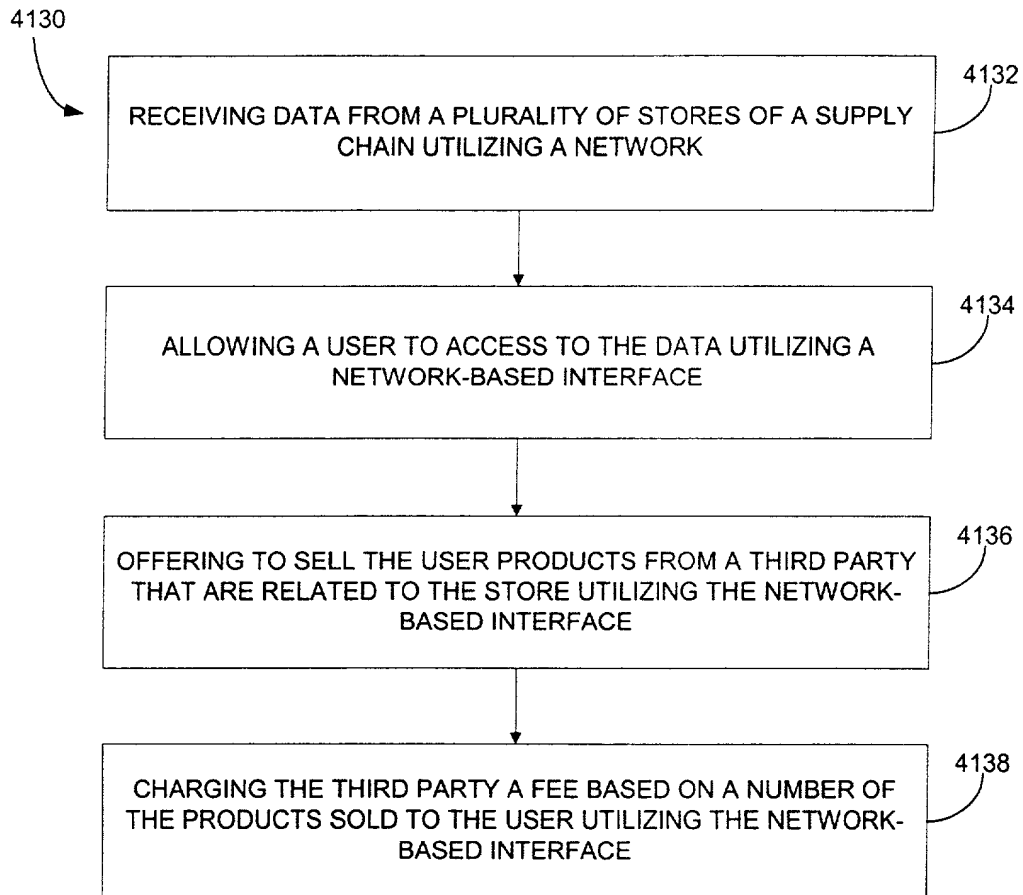 4130
4132
RECEIVING DATA FROM A PLURALITY OF STORES OF A SUPPLY
CHAIN UTILIZING A NETWORK
4134
ALLOWING A USER TO ACCESS TO THE DATA UTILIZING A
NETWORK-BASED INTERFACE
4136
OFFERING TO SELL THE USER PRODUCTS FROM A THIRD PARTY
THAT ARE RELATED TO THE STORE UTILIZING THE NETWORK-
BASED INTERFACE
4138
CHARGING THE THIRD PARTY A FEE BASED ON A NUMBER OF
THE PRODUCTS SOLD TO THE USER UTILIZING THE NETWORK-
BASED INTERFACE